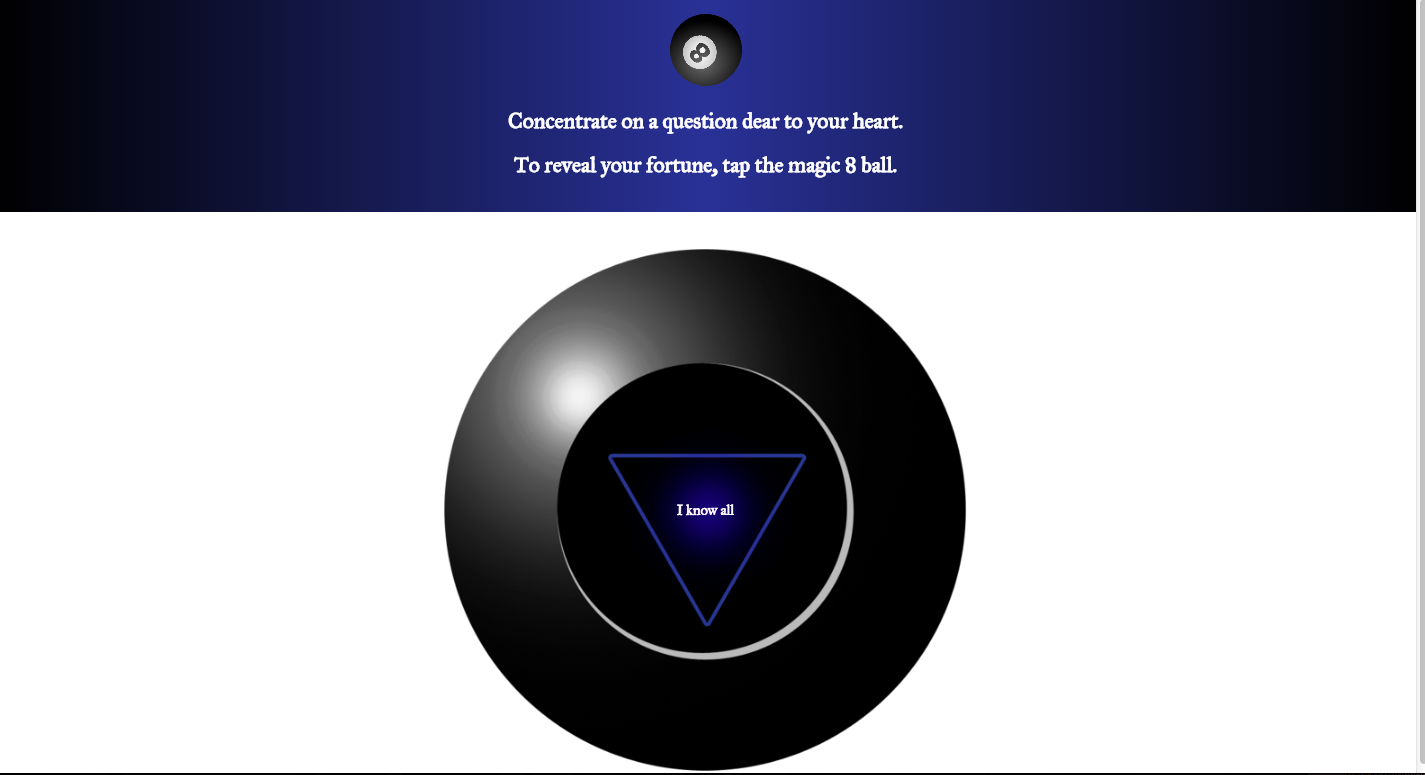 8
Concentrate on a question dear to your heart.
To reveal your fortune, tap the magic 8 ball.
I know all